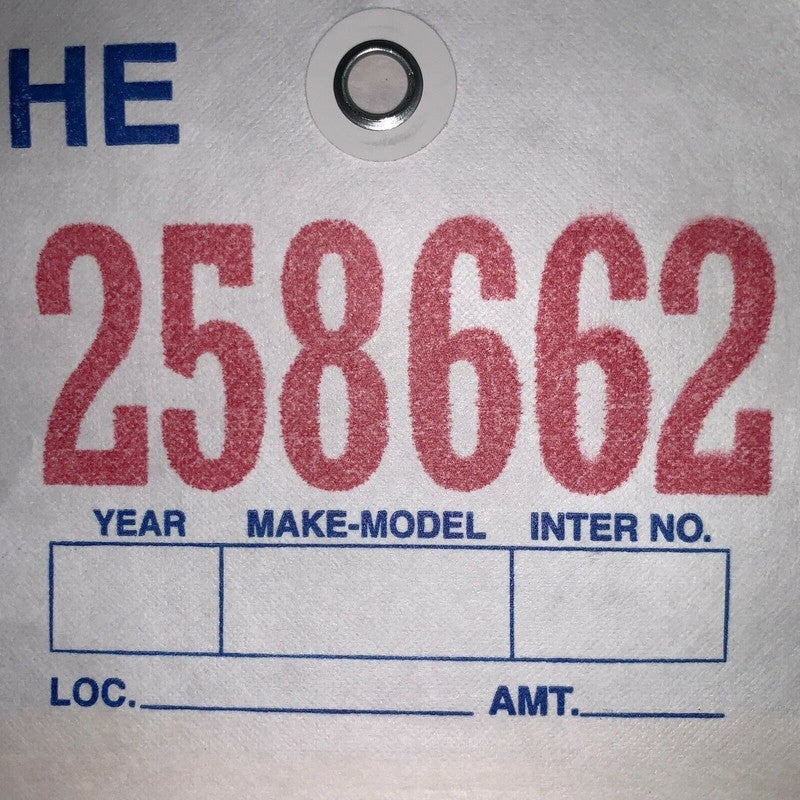 HE
258662
YEAR MAKE-MODEL INTER NO.
LOC. AMT.